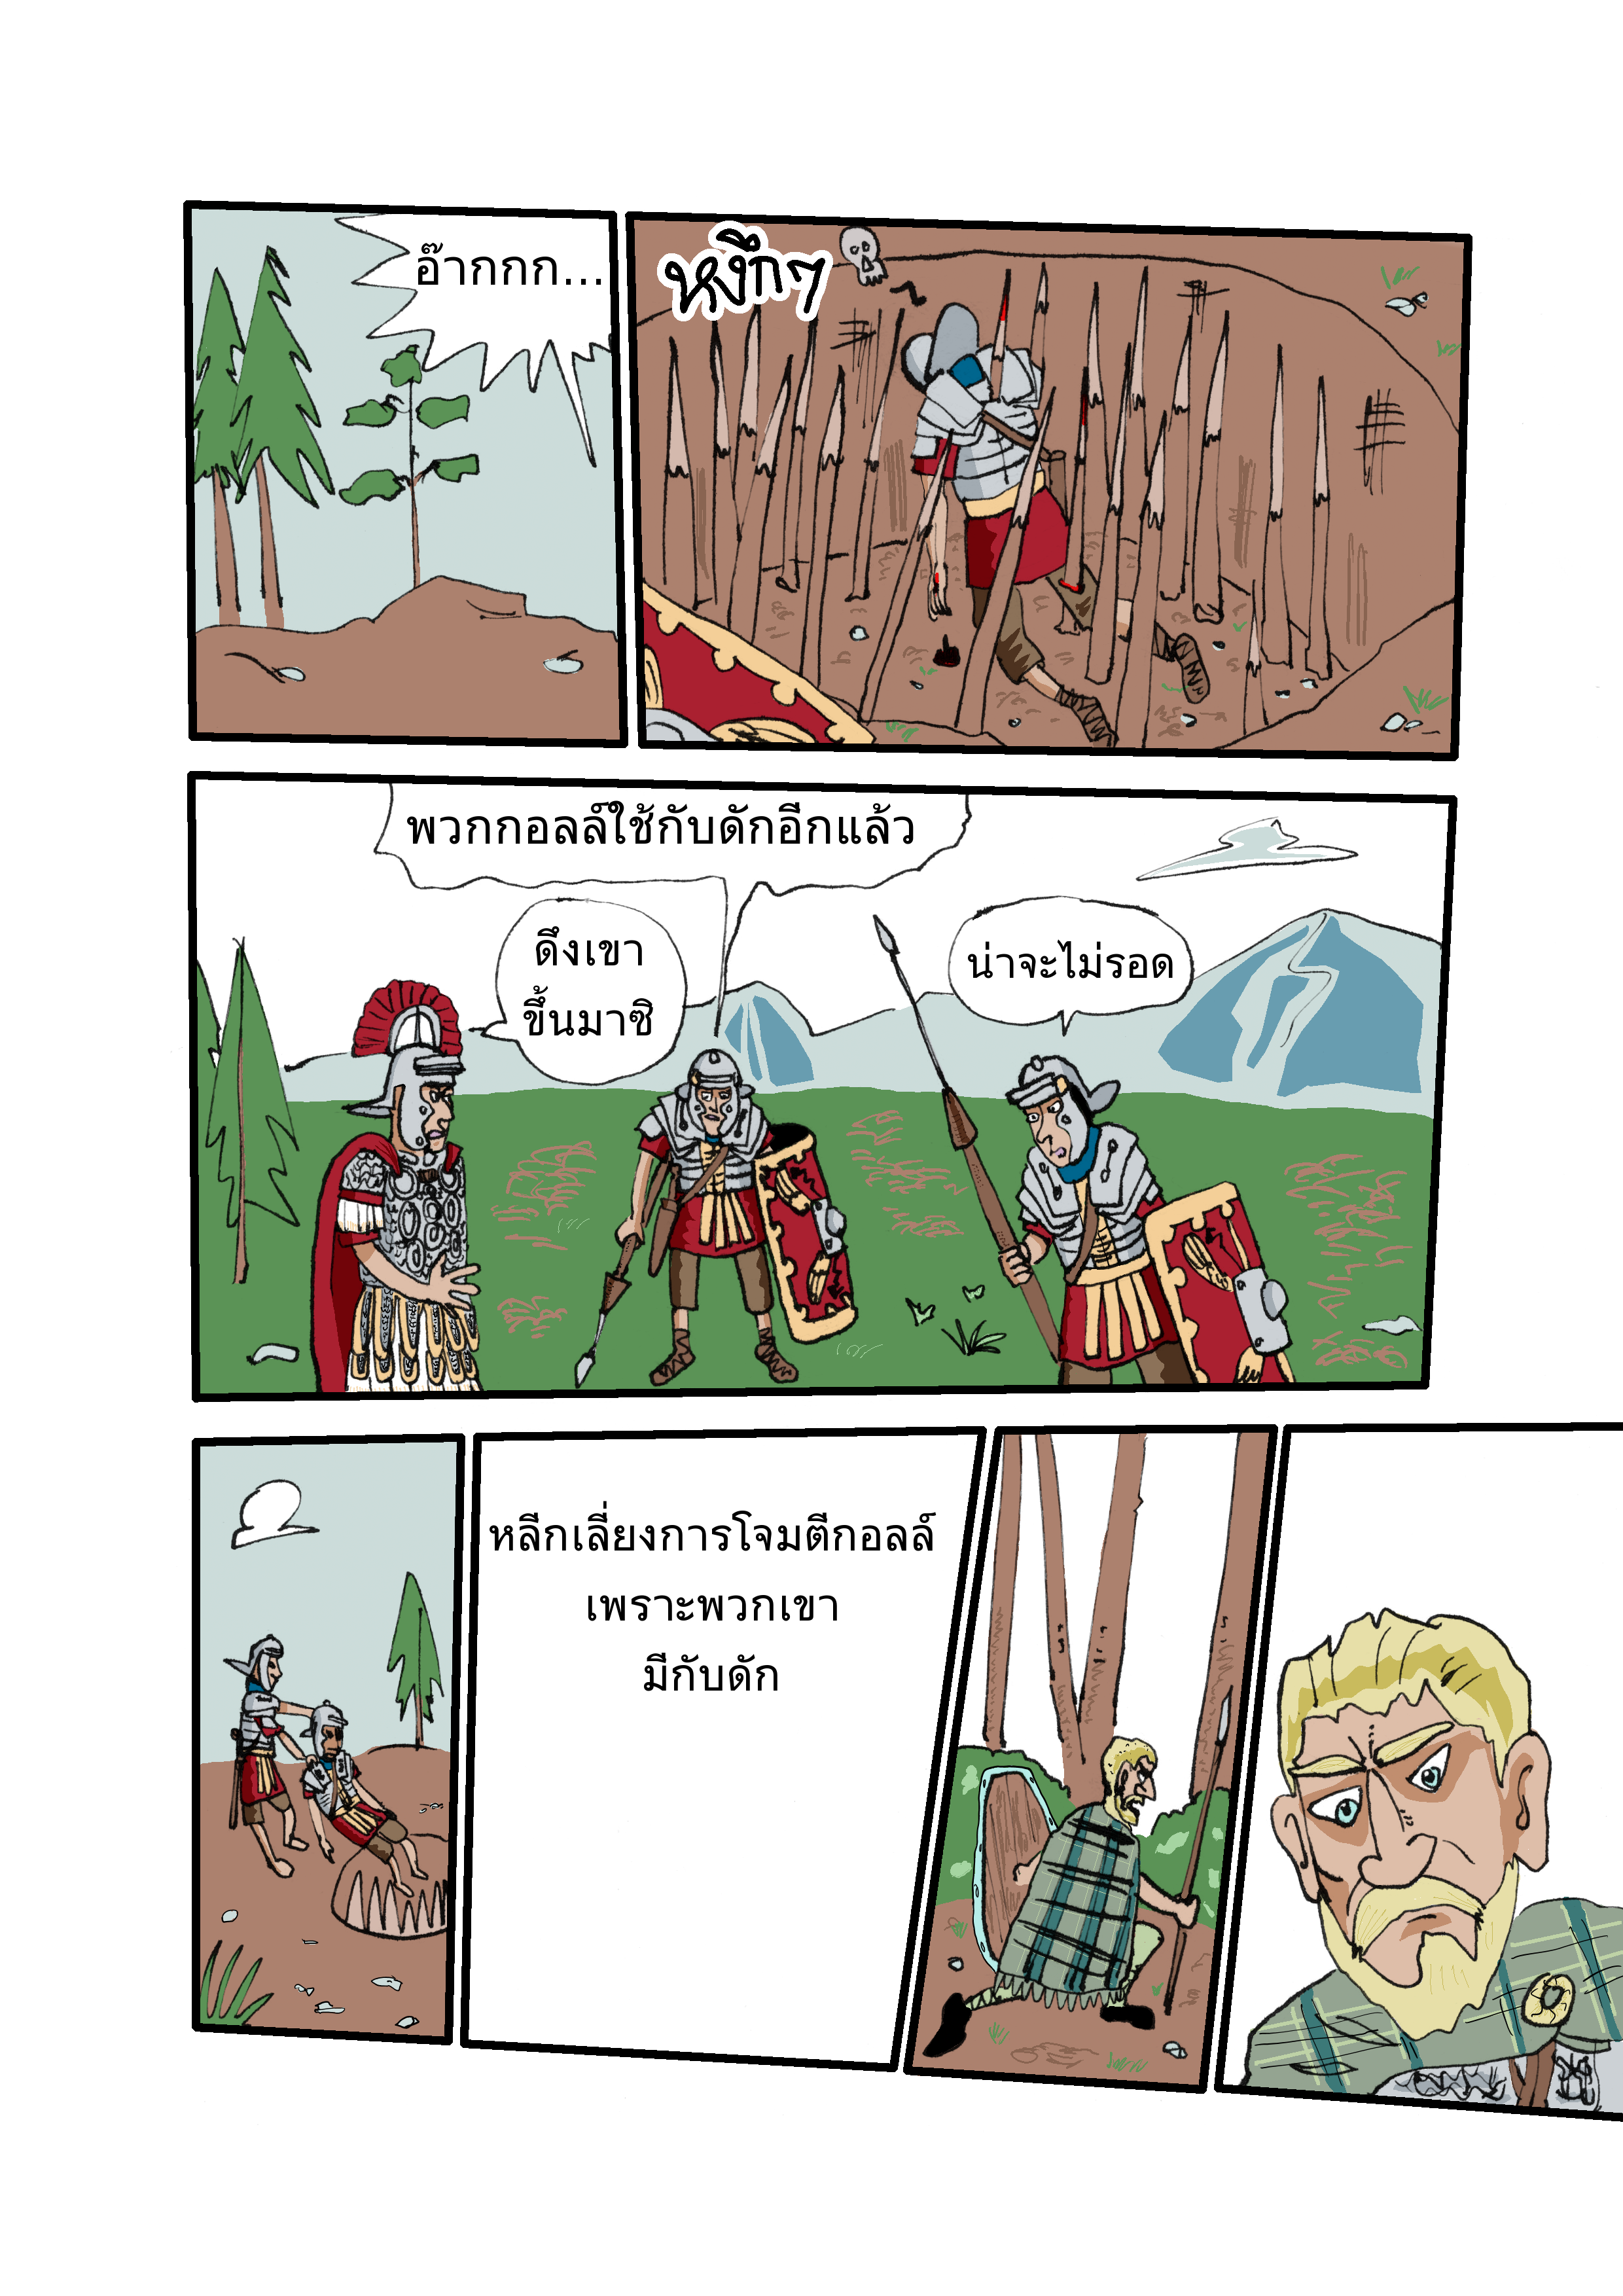 อ๊ากกก...
หงึกๆ
พวกกอลล์ใช้กับดักอีกแล้ว
ดึงเขา
ขึ้นมาซิ
น่าจะไม่รอด
หลีกเลี่ยงการโจมตีกอลล์
เพราะพวกเขา
มีกับดัก